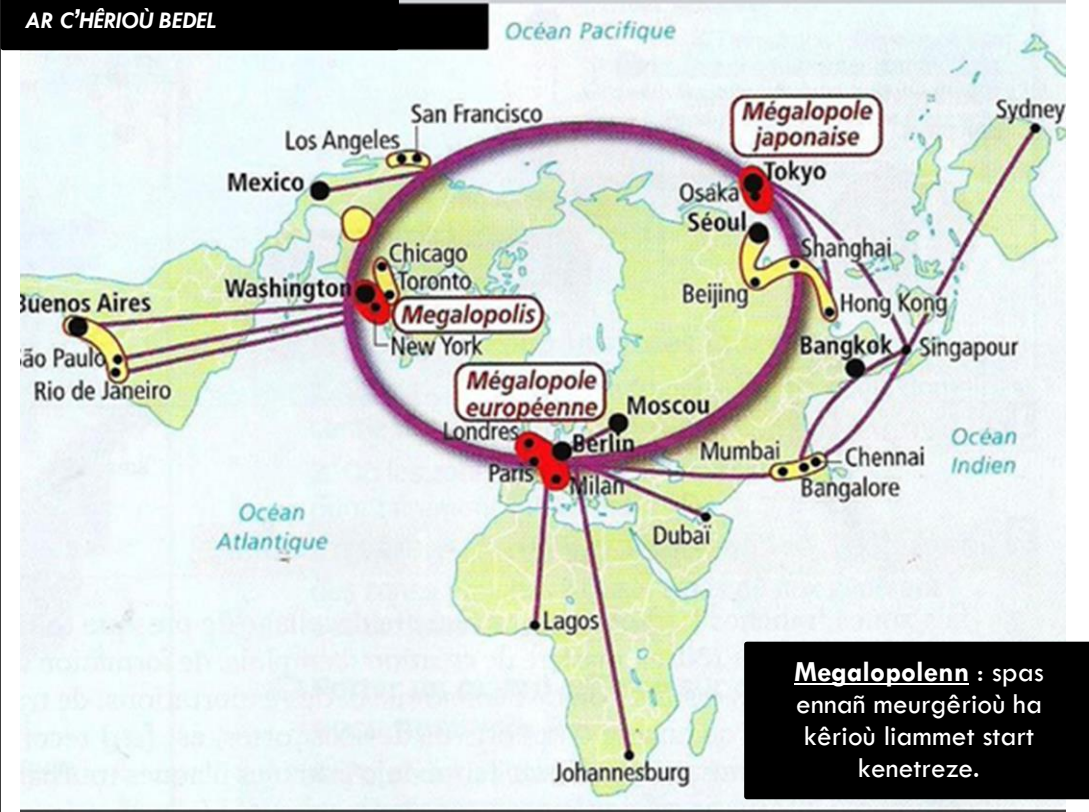 AR C'HÊRIOÙ BEDEL
Océan Pacifique
Sydney
Mégalopole
japonaise
San Francisco
Los Angeles
Mexico
Tokyo
Osaka
Séoul
Shanghai
Chicago
Toronto
Washington
Beijing
Hong Kong
Buenos Aires
Megalopolis
New York
Bangkok
Singapour
São Paulo
Rio de Janeiro
Mégalopole
européenne
Moscou
Londres
Berlin
Mumbai
Chennai
Océan
Indien
Paris
Milan
Bangalore
Océan
Atlantique
Dubaï
Lagos
Johannesburg
Megalopolenn : spas
ennañ meurgêrioù ha
kêrioù liammet start
kenetreze.